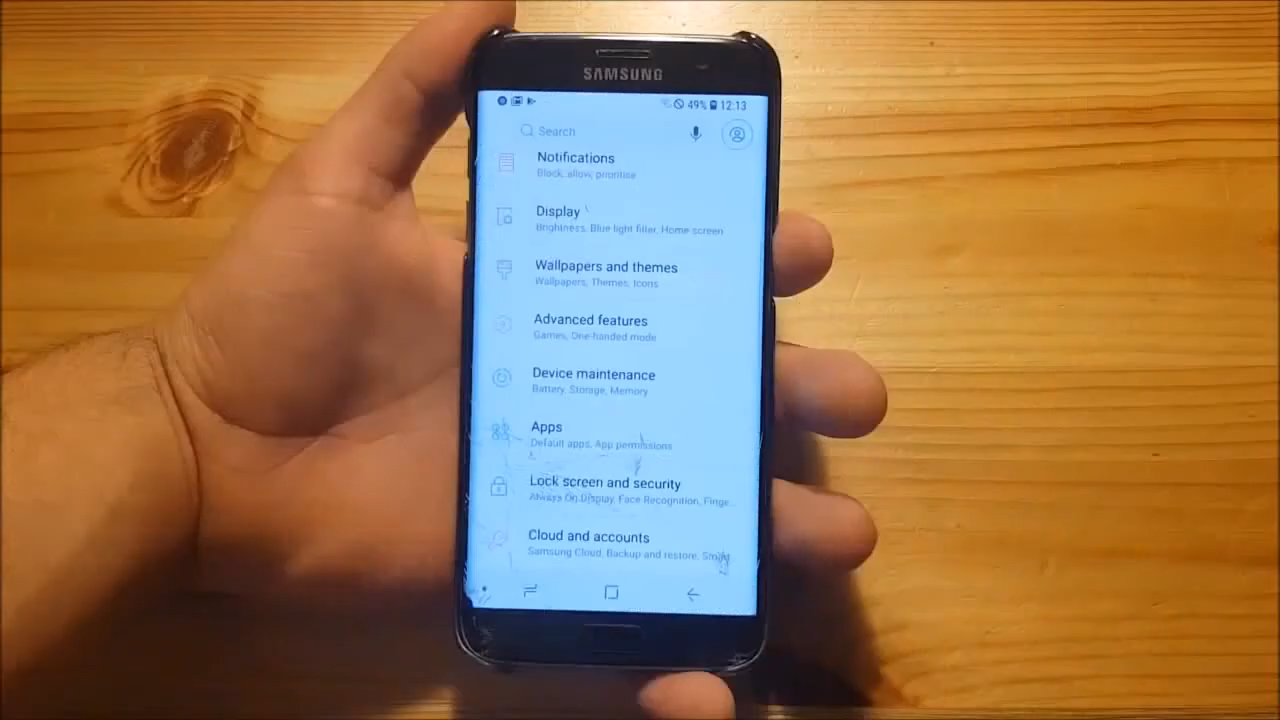 SAMSUNG
49% 12:13
Search
Notifications
Block, allow, prioritise
Display
Brightness, Blue light filter, Home screen
Wallpapers and themes
Wallpapers, Themes, Icons
Advanced features
Games, One-handed mode
Device maintenance
Battery, Storage, Memory
Apps
Default apps, App permissions
Lock screen and security
Always On Display, Face Recognition, Finge...
Cloud and accounts
Samsung Cloud, Backup and restore, Smart